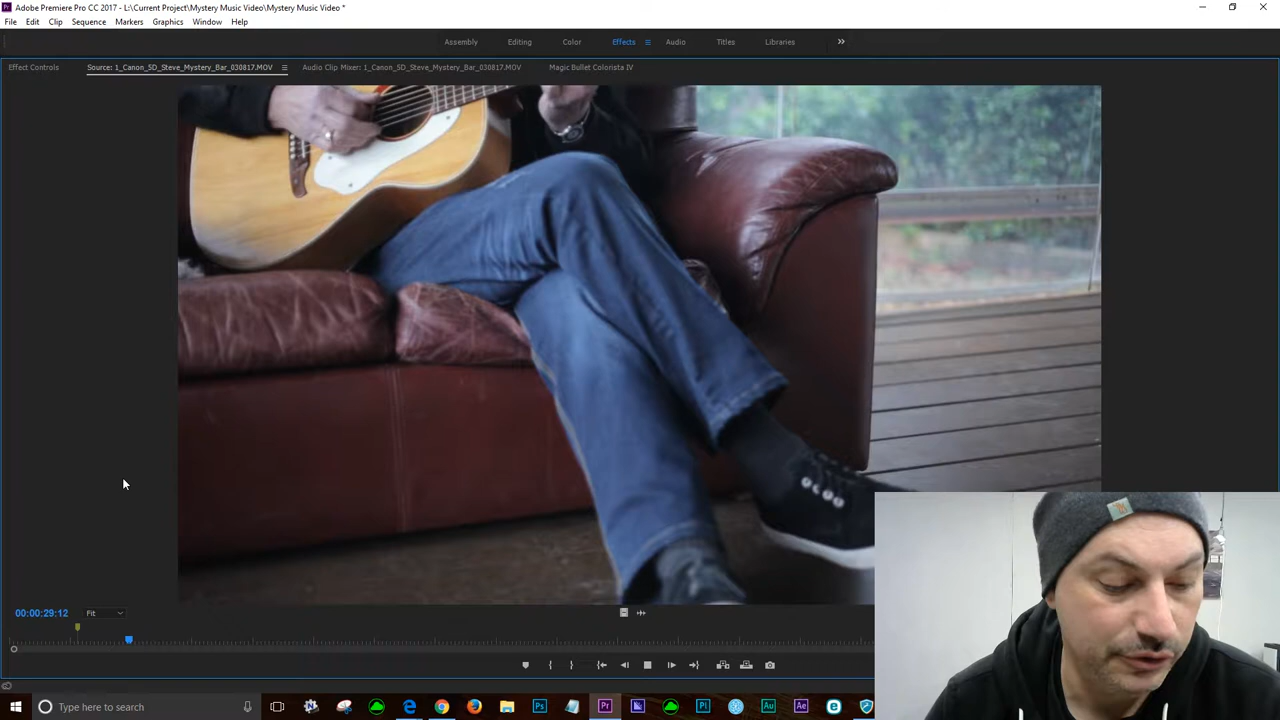 Adobe Premiere Pro CC 2017 - L:\Current Project\Mystery Music Video\Mystery Music Video *
File Edit Clip Sequence Markers Graphics Window Help
Assembly Editing Color Effects Audio Titles Libraries
Effect Controls Source: 1_Canon_5D_Steve_Mystery_Bar_030817.MOV Audio Clip Mixer: 1_Canon_5D_Steve_Mystery_Bar_030817.MOV Magic Bullet Colorista IV
00:00:29:12 Fit
Type here to search